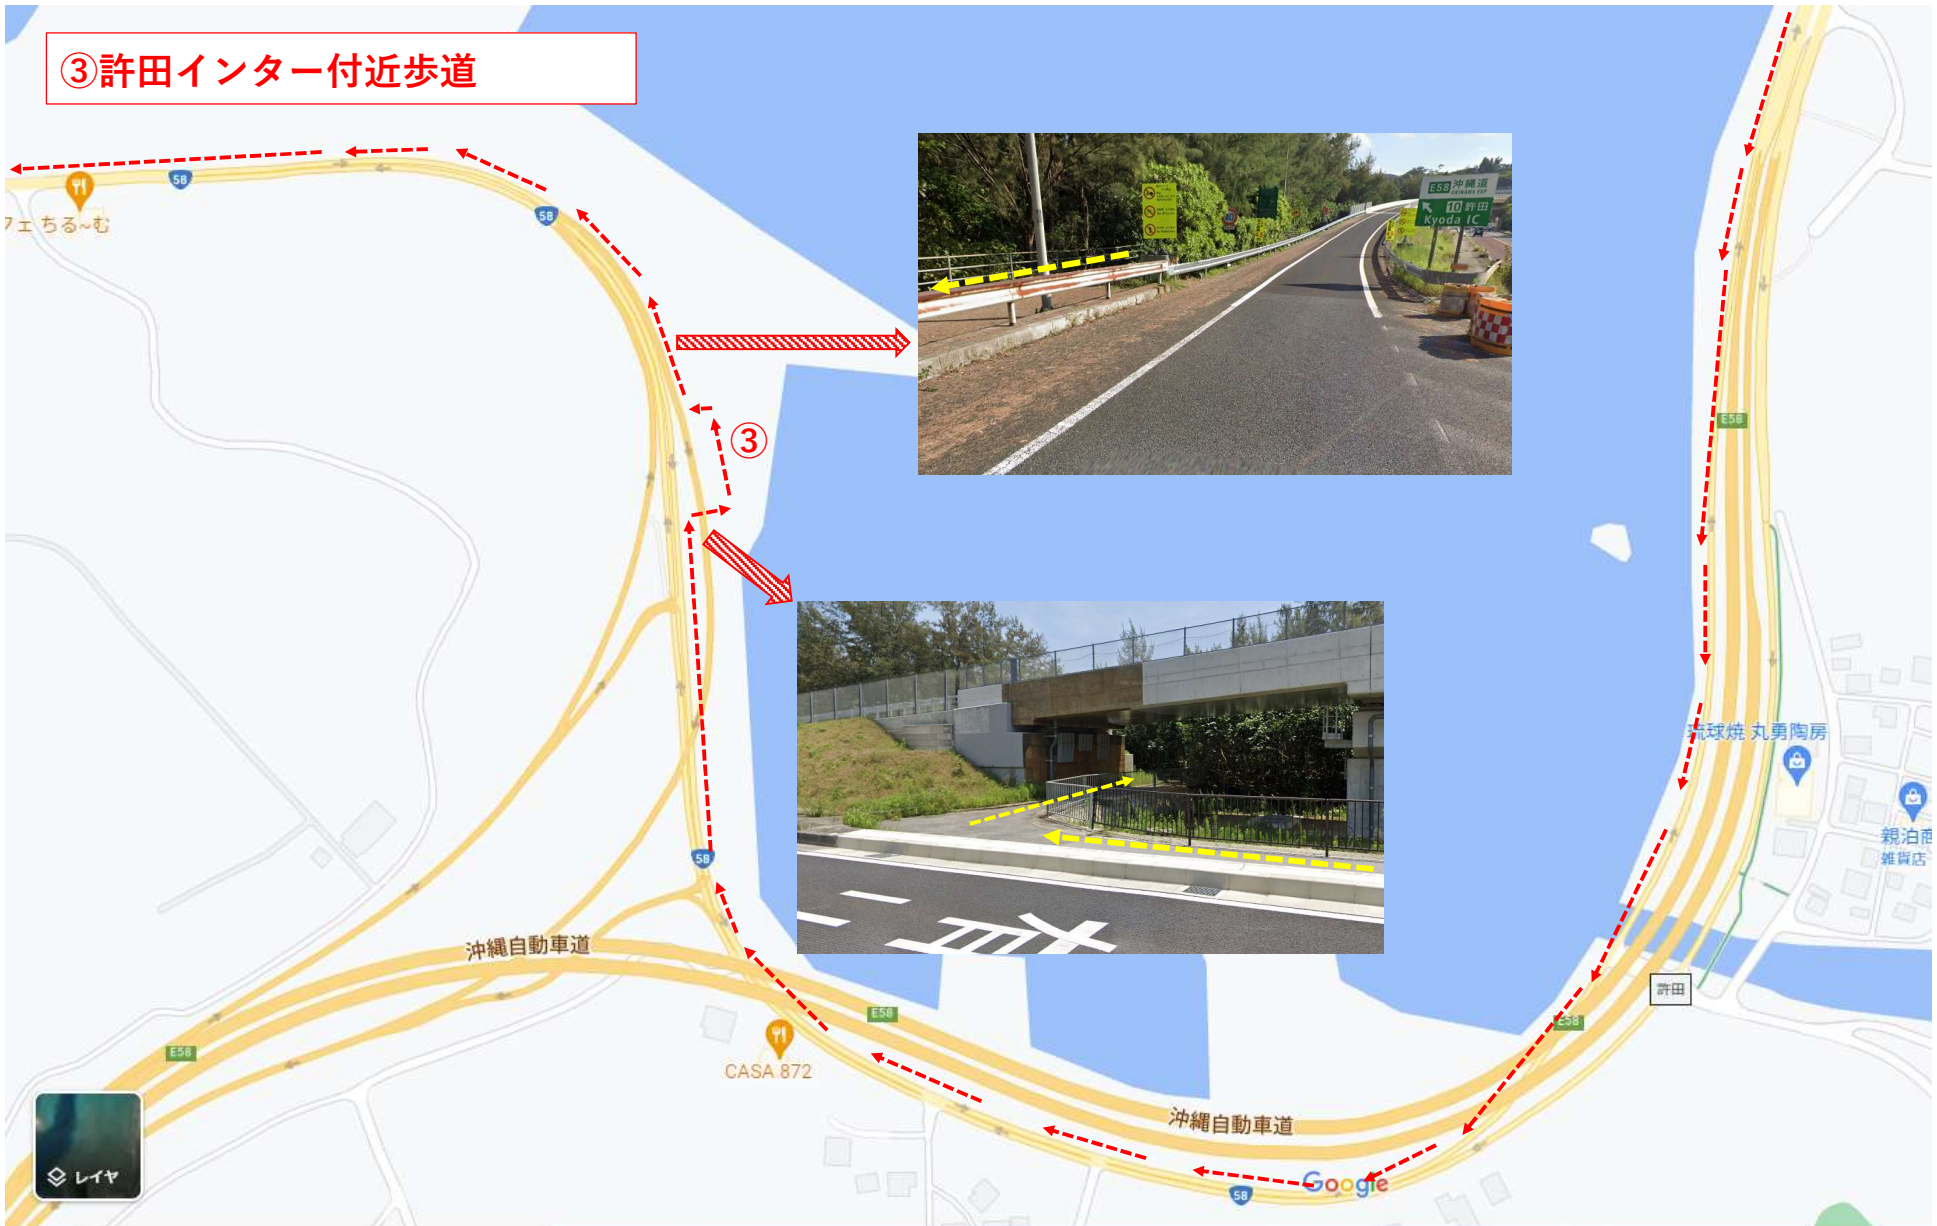 ③許田インター付近歩道
58
58
フェ ちる~む
E58 沖縄道
OKINAWA EXP
10 許田
Kyoda IC
③
E58
琉球焼 丸勇陶房
親泊商
雑貨店
58
沖縄自動車道
許田
E58
E58
E58
CASA 872
沖縄自動車道
レイヤ
Google
58